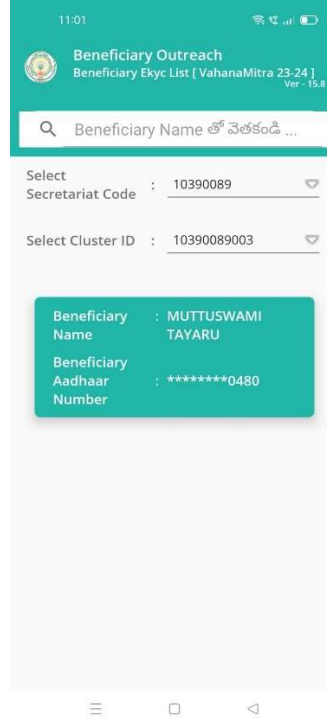 11:01
Beneficiary Outreach
Beneficiary Ekyc List [ VahanaMitra 23-24 ]
Ver - 15.8
Beneficiary Name తో వెతకండి ...
Select
Secretariat Code : 10390089
Select Cluster ID : 10390089003
Beneficiary : MUTTUSWAMI
Name TAYARU
Beneficiary
Aadhaar : ********0480
Number